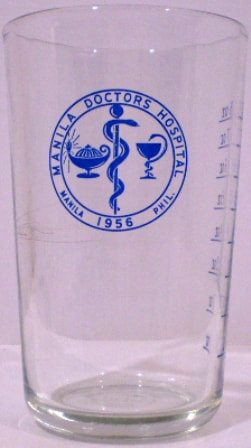 MANILA DOCTORS HOSPITAL
MANILA PHIL.
1956